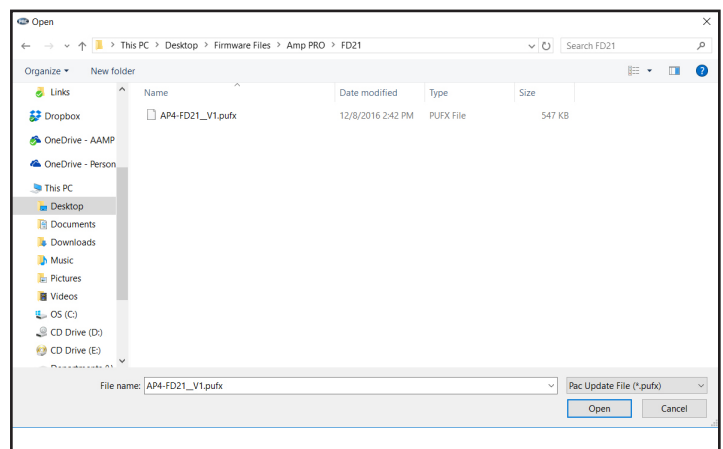 Open
This PC > Desktop > Firmware Files > Amp PRO > FD21
Search FD21
Organize
New folder
?
Links
Dropbox
OneDrive - AAMP
OneDrive - Person
This PC
Desktop
Documents
Downloads
Music
Pictures
Videos
OS (C:)
CD Drive (D:)
CD Drive (E:)
Name Date modified Type Size
AP4-FD21__V1.pufx 12/8/2016 2:42 PM PUFX File 547 KB
File name: AP4-FD21__V1.pufx Pac Update File (*.pufx)
Open Cancel